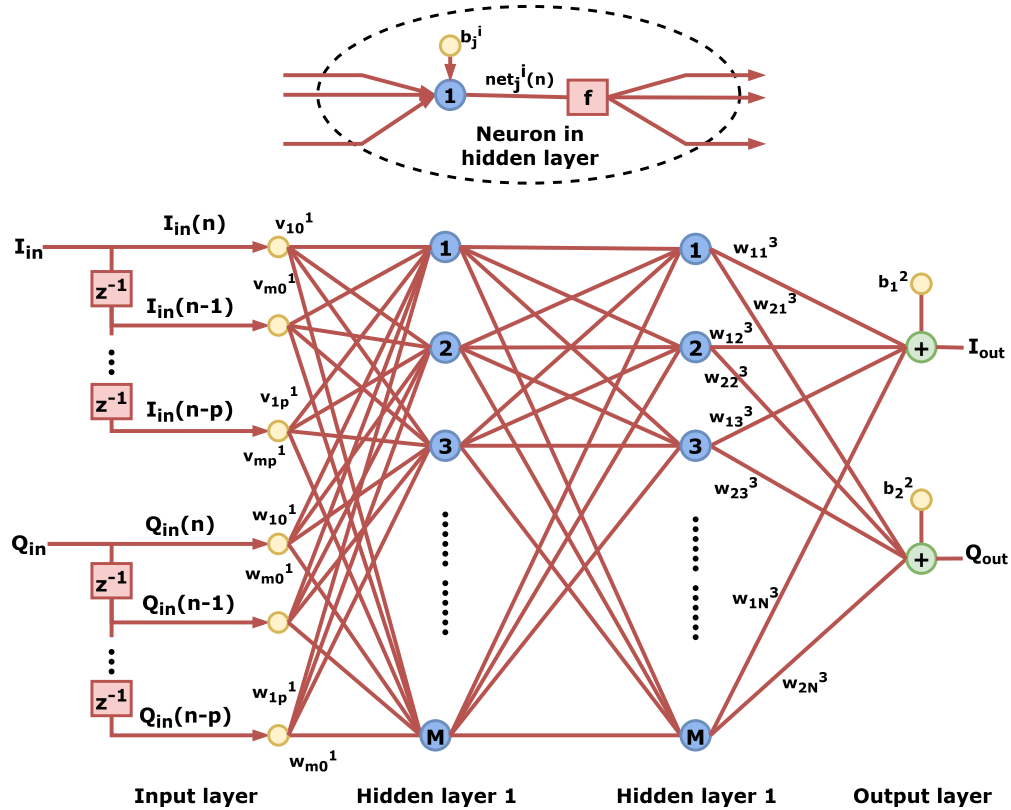 b_j^i
net_j^i(n)
1
f
Neuron in
hidden layer
I_in
I_in(n)
v_10^1
1
1
w_11^3
z^-1
v_m0^1
b_1^2
I_in(n-1)
w_21^3
2
2
w_12^3
+
I_out
w_22^3
z^-1
v_1p^1
I_in(n-p)
w_13^3
v_mp^1
3
3
w_23^3
b_2^2
w_10^1
Q_in(n)
Q_in
w_m0^1
+
Q_out
z^-1
Q_in(n-1)
w_1N^3
w_1p^1
w_2N^3
z^-1
Q_in(n-p)
M
M
w_m0^1
Input layer
Hidden layer 1
Hidden layer 1
Output layer